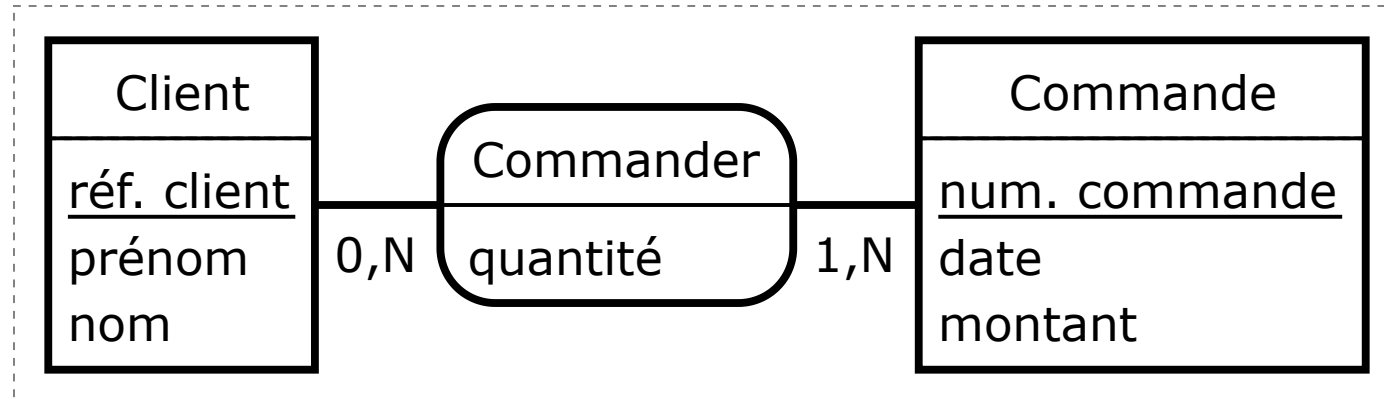 Client
réf. client
prénom
nom
0,N
Commander
quantité
1,N
Commande
num. commande
date
montant